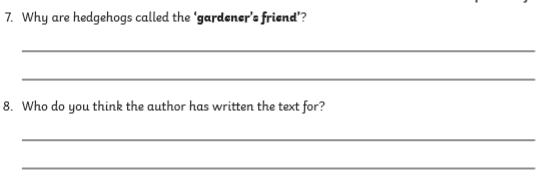 7. Why are hedgehogs called the ‘gardener’s friend’?
8. Who do you think the author has written the text for?